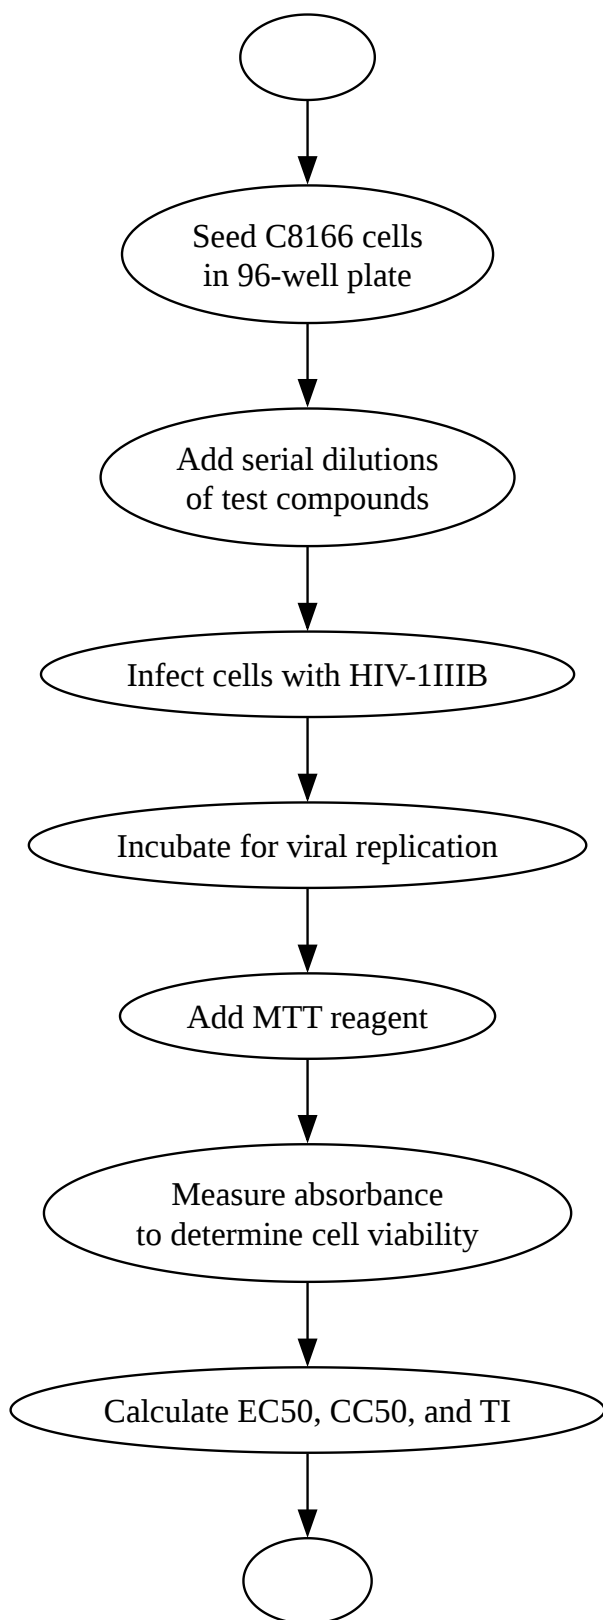 Seed C8166 cells
in 96-well plate
Add serial dilutions
of test compounds
Infect cells with HIV-1IIIB
Incubate for viral replication
Add MTT reagent
Measure absorbance
to determine cell viability
Calculate EC50, CC50, and TI